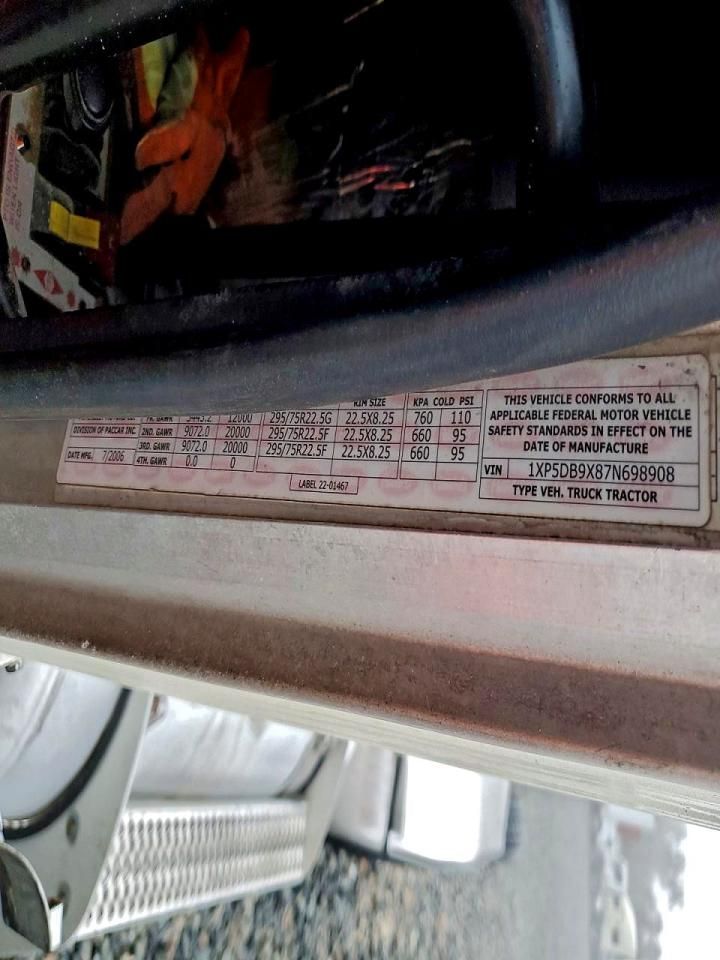 RIM SIZE KPA COLD PSI
FR. GAWR 5443.2 12000 295/75R22.5G 22.5X8.25 760 110
DIVISION OF PACCAR INC. 2ND. GAWR 9072.0 20000 295/75R22.5F 22.5X8.25 660 95
3RD. GAWR 9072.0 20000 295/75R22.5F 22.5X8.25 660 95
DATE MFG. 7/2006 4TH. GAWR 0.0 0
LABEL 22-01467
THIS VEHICLE CONFORMS TO ALL
APPLICABLE FEDERAL MOTOR VEHICLE
SAFETY STANDARDS IN EFFECT ON THE
DATE OF MANUFACTURE
VIN 1XP5DB9X87N698908
TYPE VEH. TRUCK TRACTOR